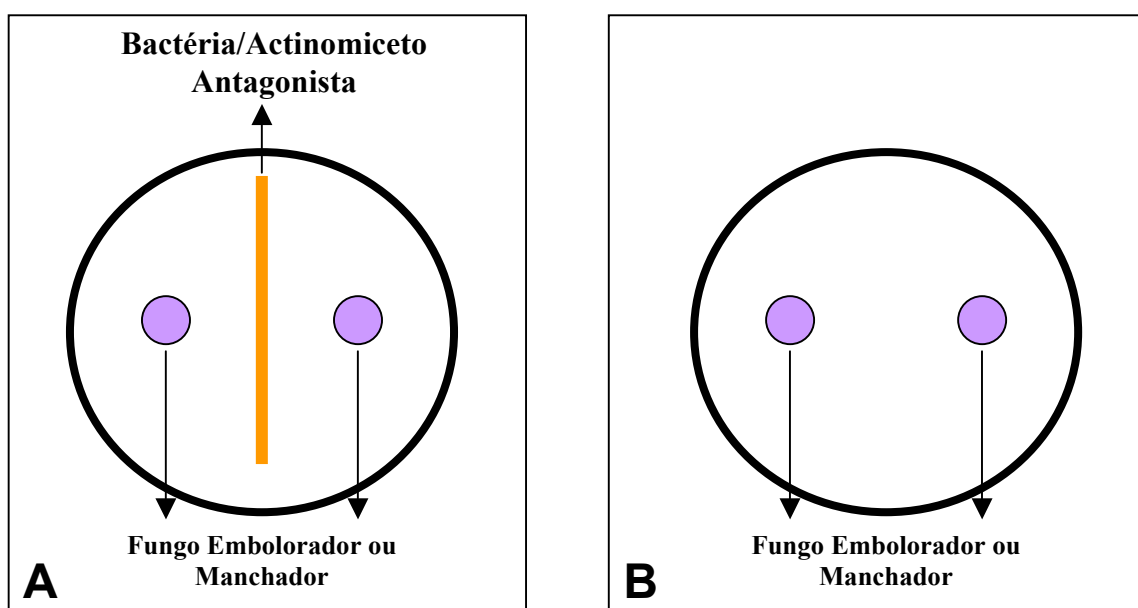 Bactéria/Actinomiceto
Antagonista
Fungo Embolorador ou
Manchador
A
Fungo Embolorador ou
Manchador
B